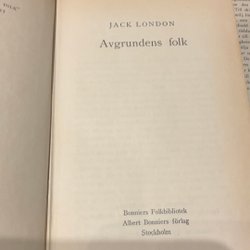 JACK LONDON
Avgrundens folk
Bonniers Folkbibliotek
Albert Bonniers förlag
Stockholm